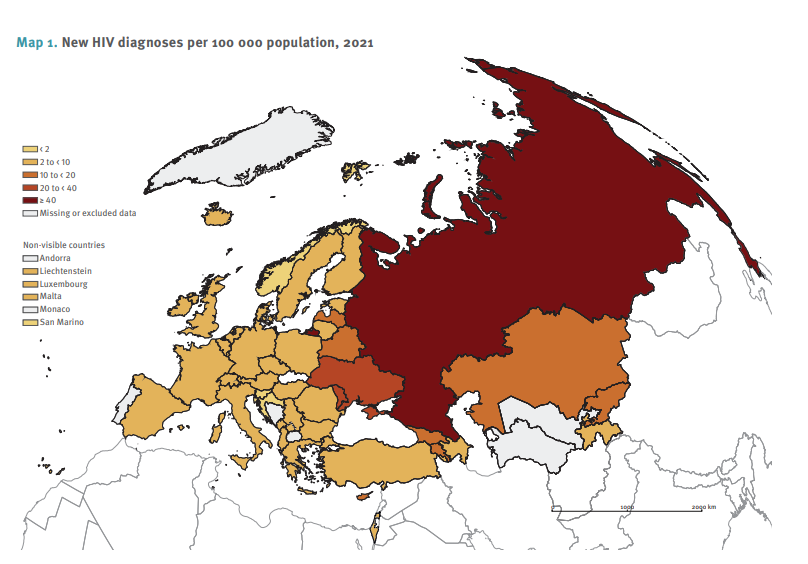 Map 1. New HIV diagnoses per 100 000 population, 2021
< 2
2 to < 10
10 to < 20
20 to < 40
≥ 40
Missing or excluded data
Non-visible countries
Andorra
Liechtenstein
Luxembourg
Malta
Monaco
San Marino
0 1000 2000 km